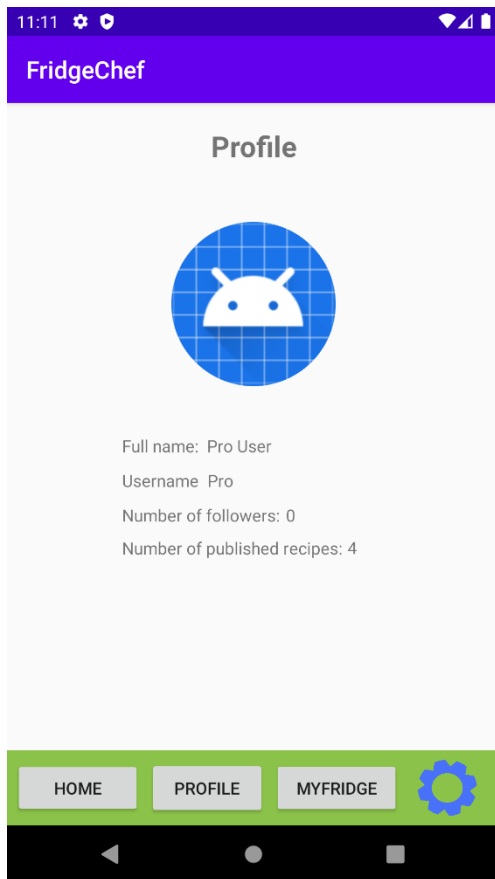 11:11
FridgeChef
Profile
Full name: Pro User
Username Pro
Number of followers: 0
Number of published recipes: 4
HOME PROFILE MYFRIDGE